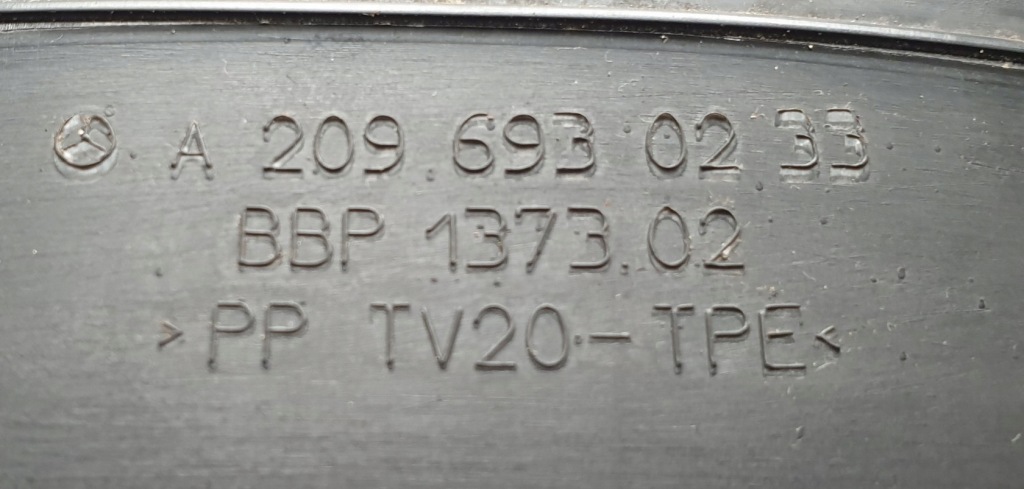 A 209 693 02 33
BBP 1373.02
>PP TV20-TPE<